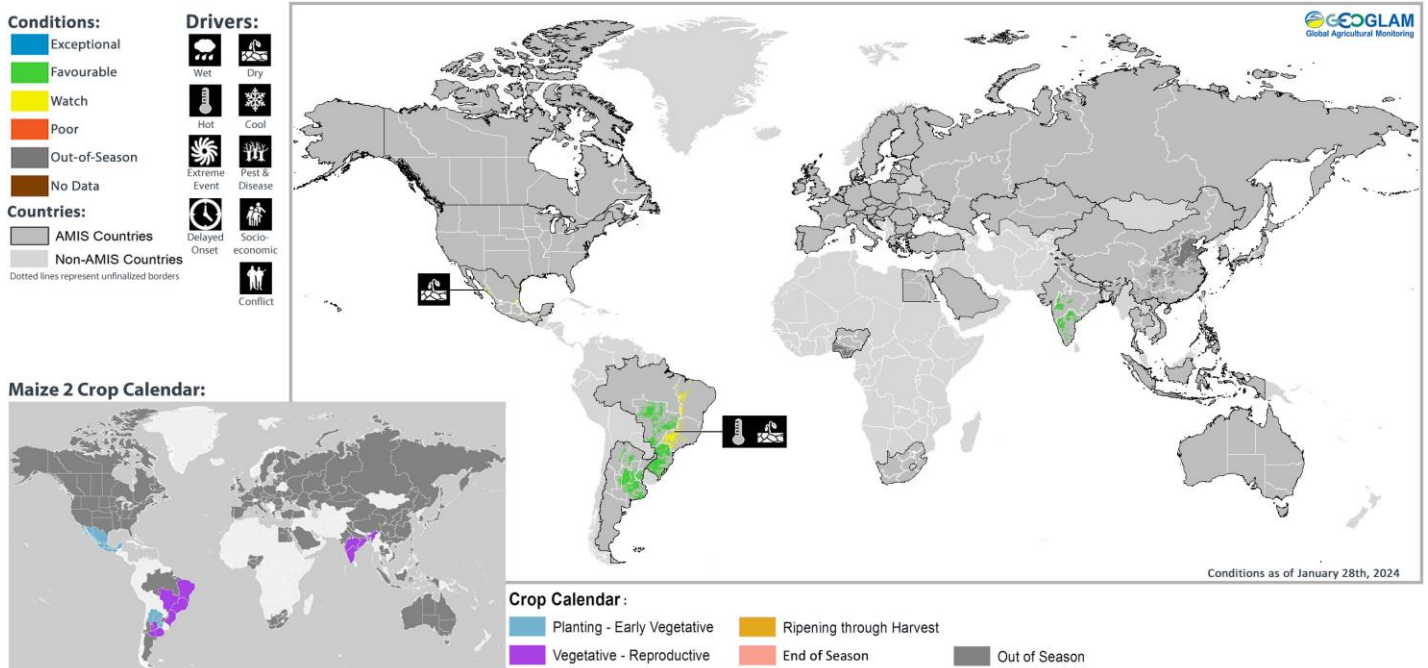 Conditions:
Exceptional
Favourable
Watch
Poor
Out-of-Season
No Data
Countries:
AMIS Countries
Non-AMIS Countries
Dotted lines represent unfinalized borders
Drivers:
Wet
Dry
Hot
Cool
Extreme
Event
Pest &
Disease
Delayed
Onset
Socio-
economic
Conflict
GEOGLAM
Global Agricultural Monitoring
Maize 2 Crop Calendar:
Conditions as of January 28th, 2024
Crop Calendar :
Planting - Early Vegetative
Ripening through Harvest
Vegetative - Reproductive
End of Season
Out of Season